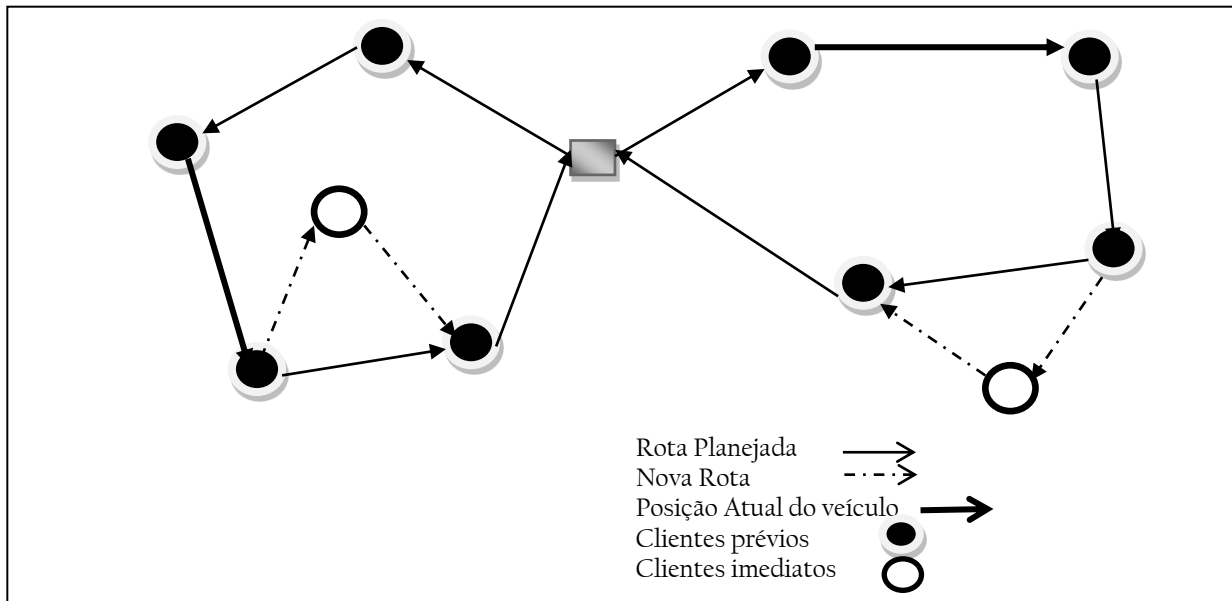 Rota Planejada
Nova Rota
Posição Atual do veículo
Clientes prévios
Clientes imediatos